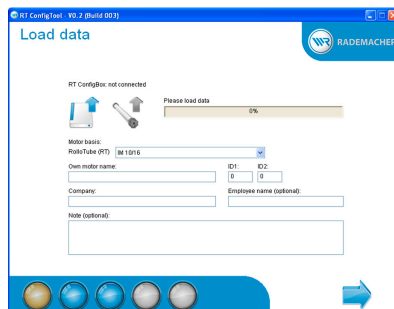 RT ConfigTool - V0.2 (Build 003)
Load data
RADEMACHER
RT ConfigBox: not connected
Please load data
0%
Motor basis:
RolloTube (RT) IM 10/16
Own motor name: ID1: ID2:
0 0
Company: Employee name (optional):
Note (optional):